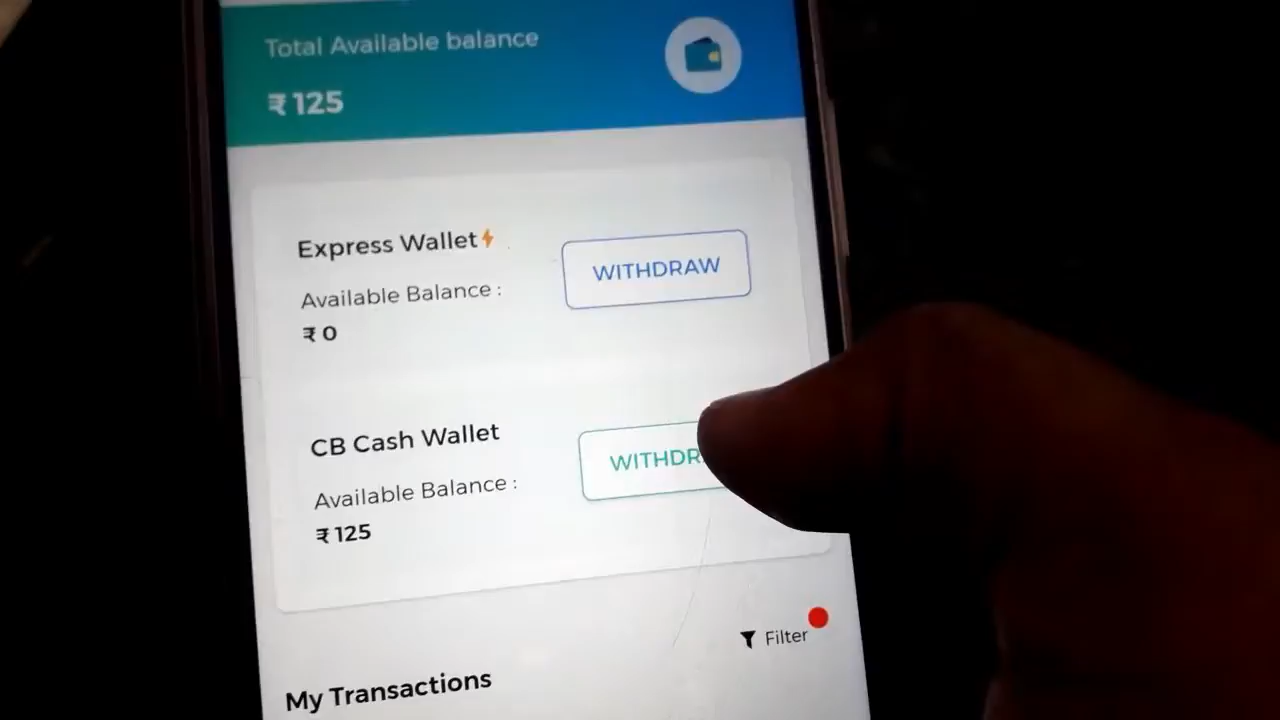 Total Available balance
₹ 125
Express Wallet
WITHDRAW
Available Balance :
₹ 0
CB Cash Wallet
Available Balance :
₹ 125
Filter
My Transactions